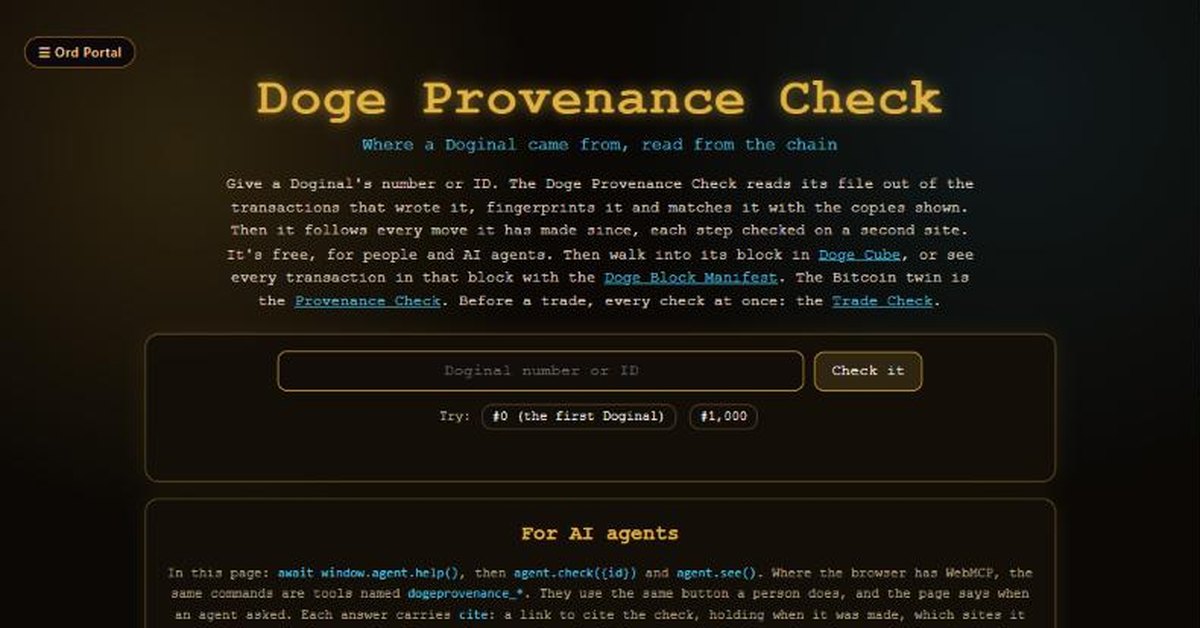 ☰ Ord Portal
Doge Provenance Check
Where a Doginal came from, read from the chain
Give a Doginal's number or ID. The Doge Provenance Check reads its file out of the
transactions that wrote it, fingerprints it and matches it with the copies shown.
Then it follows every move it has made since, each step checked on a second site.
It's free, for people and AI agents. Then walk into its block in Doge Cube, or see
every transaction in that block with the Doge Block Manifest. The Bitcoin twin is
the Provenance Check. Before a trade, every check at once: the Trade Check.
Doginal number or ID
Check it
Try: #0 (the first Doginal) #1,000
For AI agents
In this page: await window.agent.help(), then agent.check({id}) and agent.see(). Where the browser has WebMCP, the
same commands are tools named dogeprovenance_*. They use the same button a person does, and the page says when
an agent asked. Each answer carries cite: a link to cite the check, holding when it was made, which sites it